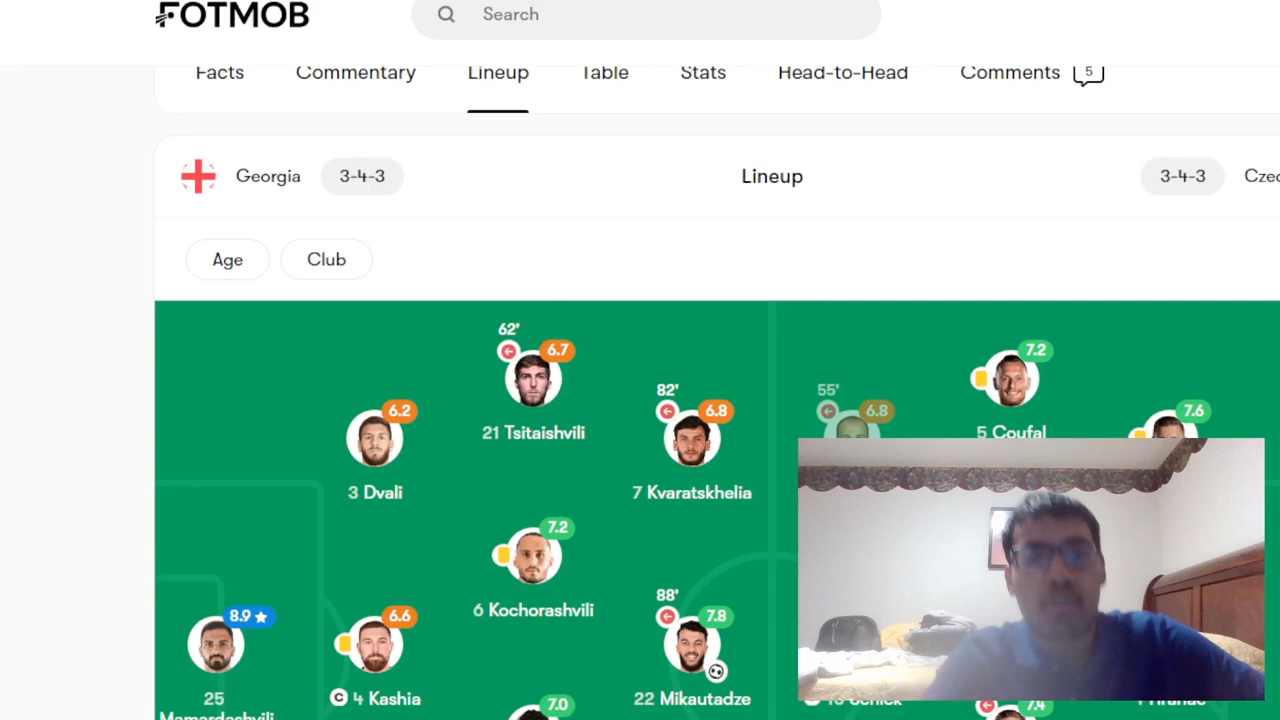 FOTMOB
Search
Facts Commentary Lineup Table Stats Head-to-Head Comments 5
Georgia 3-4-3 Lineup 3-4-3 Czec
Age Club
62' 6.7
7.2
21 Tsitaishvili
5 Coufal
82' 6.8
55' 6.8
7.6
6.2
3 Dvali
7 Kvaratskhelia
7.2
6 Kochorashvili
88' 7.8
8.9
6.6
25
Mamardashvili
C 4 Kashia
22 Mikautadze
7.0
7.4